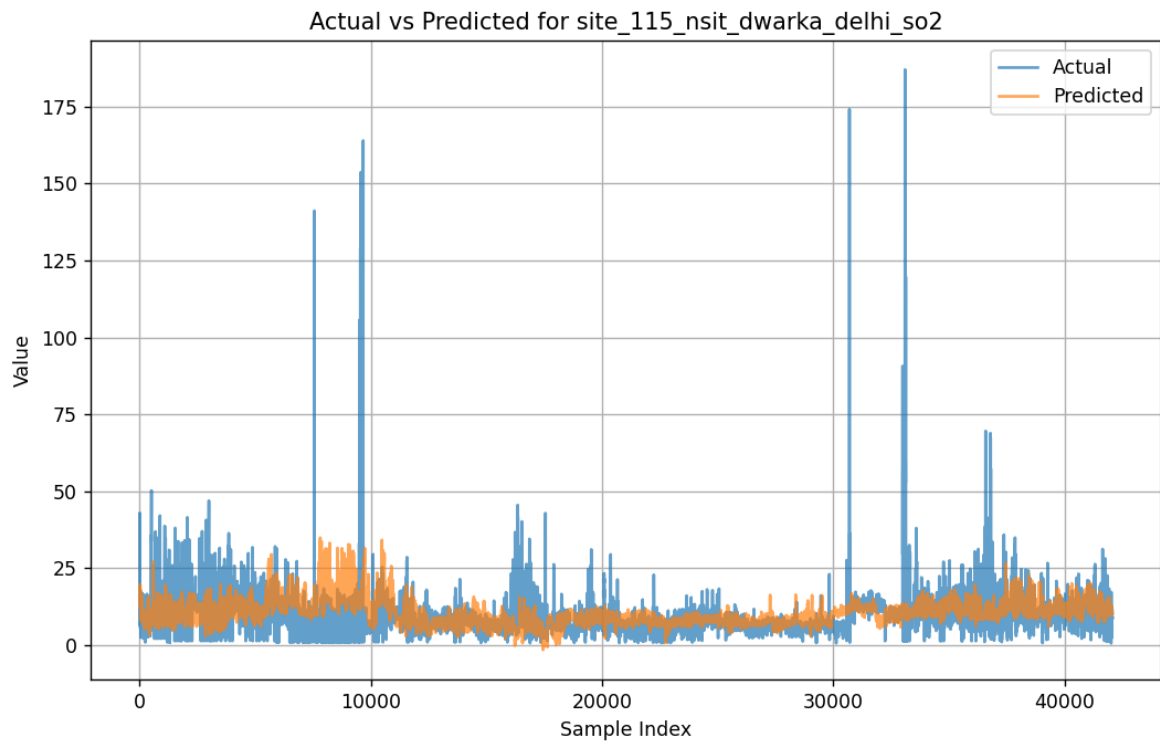 Actual vs Predicted for site_115_nsit_dwarka_delhi_so2
Actual
Predicted
175
150
125
100
75
50
25
0
Value
0 10000 20000 30000 40000
Sample Index